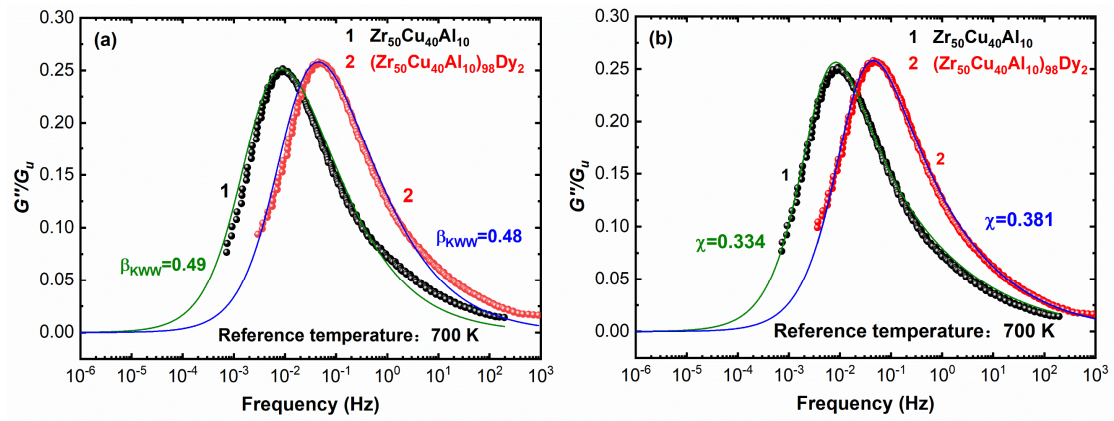 (a)
1 Zr50Cu40Al10
2 (Zr50Cu40Al10)98Dy2
0.30
0.25
0.20
0.15
0.10
0.05
0.00
G''/Gu
1
2
βKWW=0.49
βKWW=0.48
Reference temperature：700 K
10-6 10-5 10-4 10-3 10-2 10-1 100 101 102 103
Frequency (Hz)
(b)
1 Zr50Cu40Al10
2 (Zr50Cu40Al10)98Dy2
0.30
0.25
0.20
0.15
0.10
0.05
0.00
G''/Gu
1
2
χ=0.334
χ=0.381
Reference temperature：700 K
10-6 10-5 10-4 10-3 10-2 10-1 100 101 102 103
Frequency (Hz)